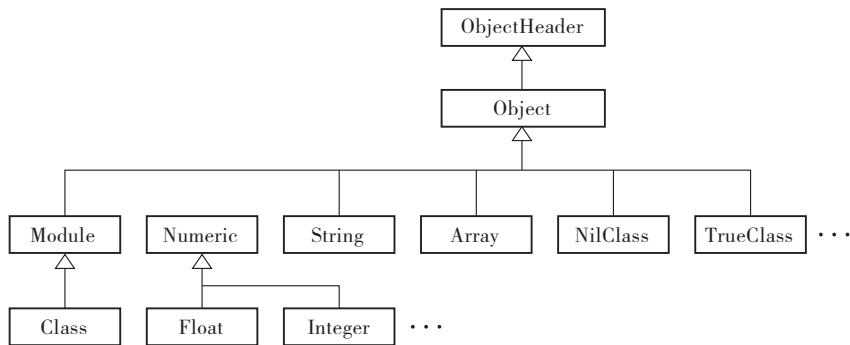 ObjectHeader
Object
Module Numeric String Array NilClass TrueClass ···
Class Float Integer ···